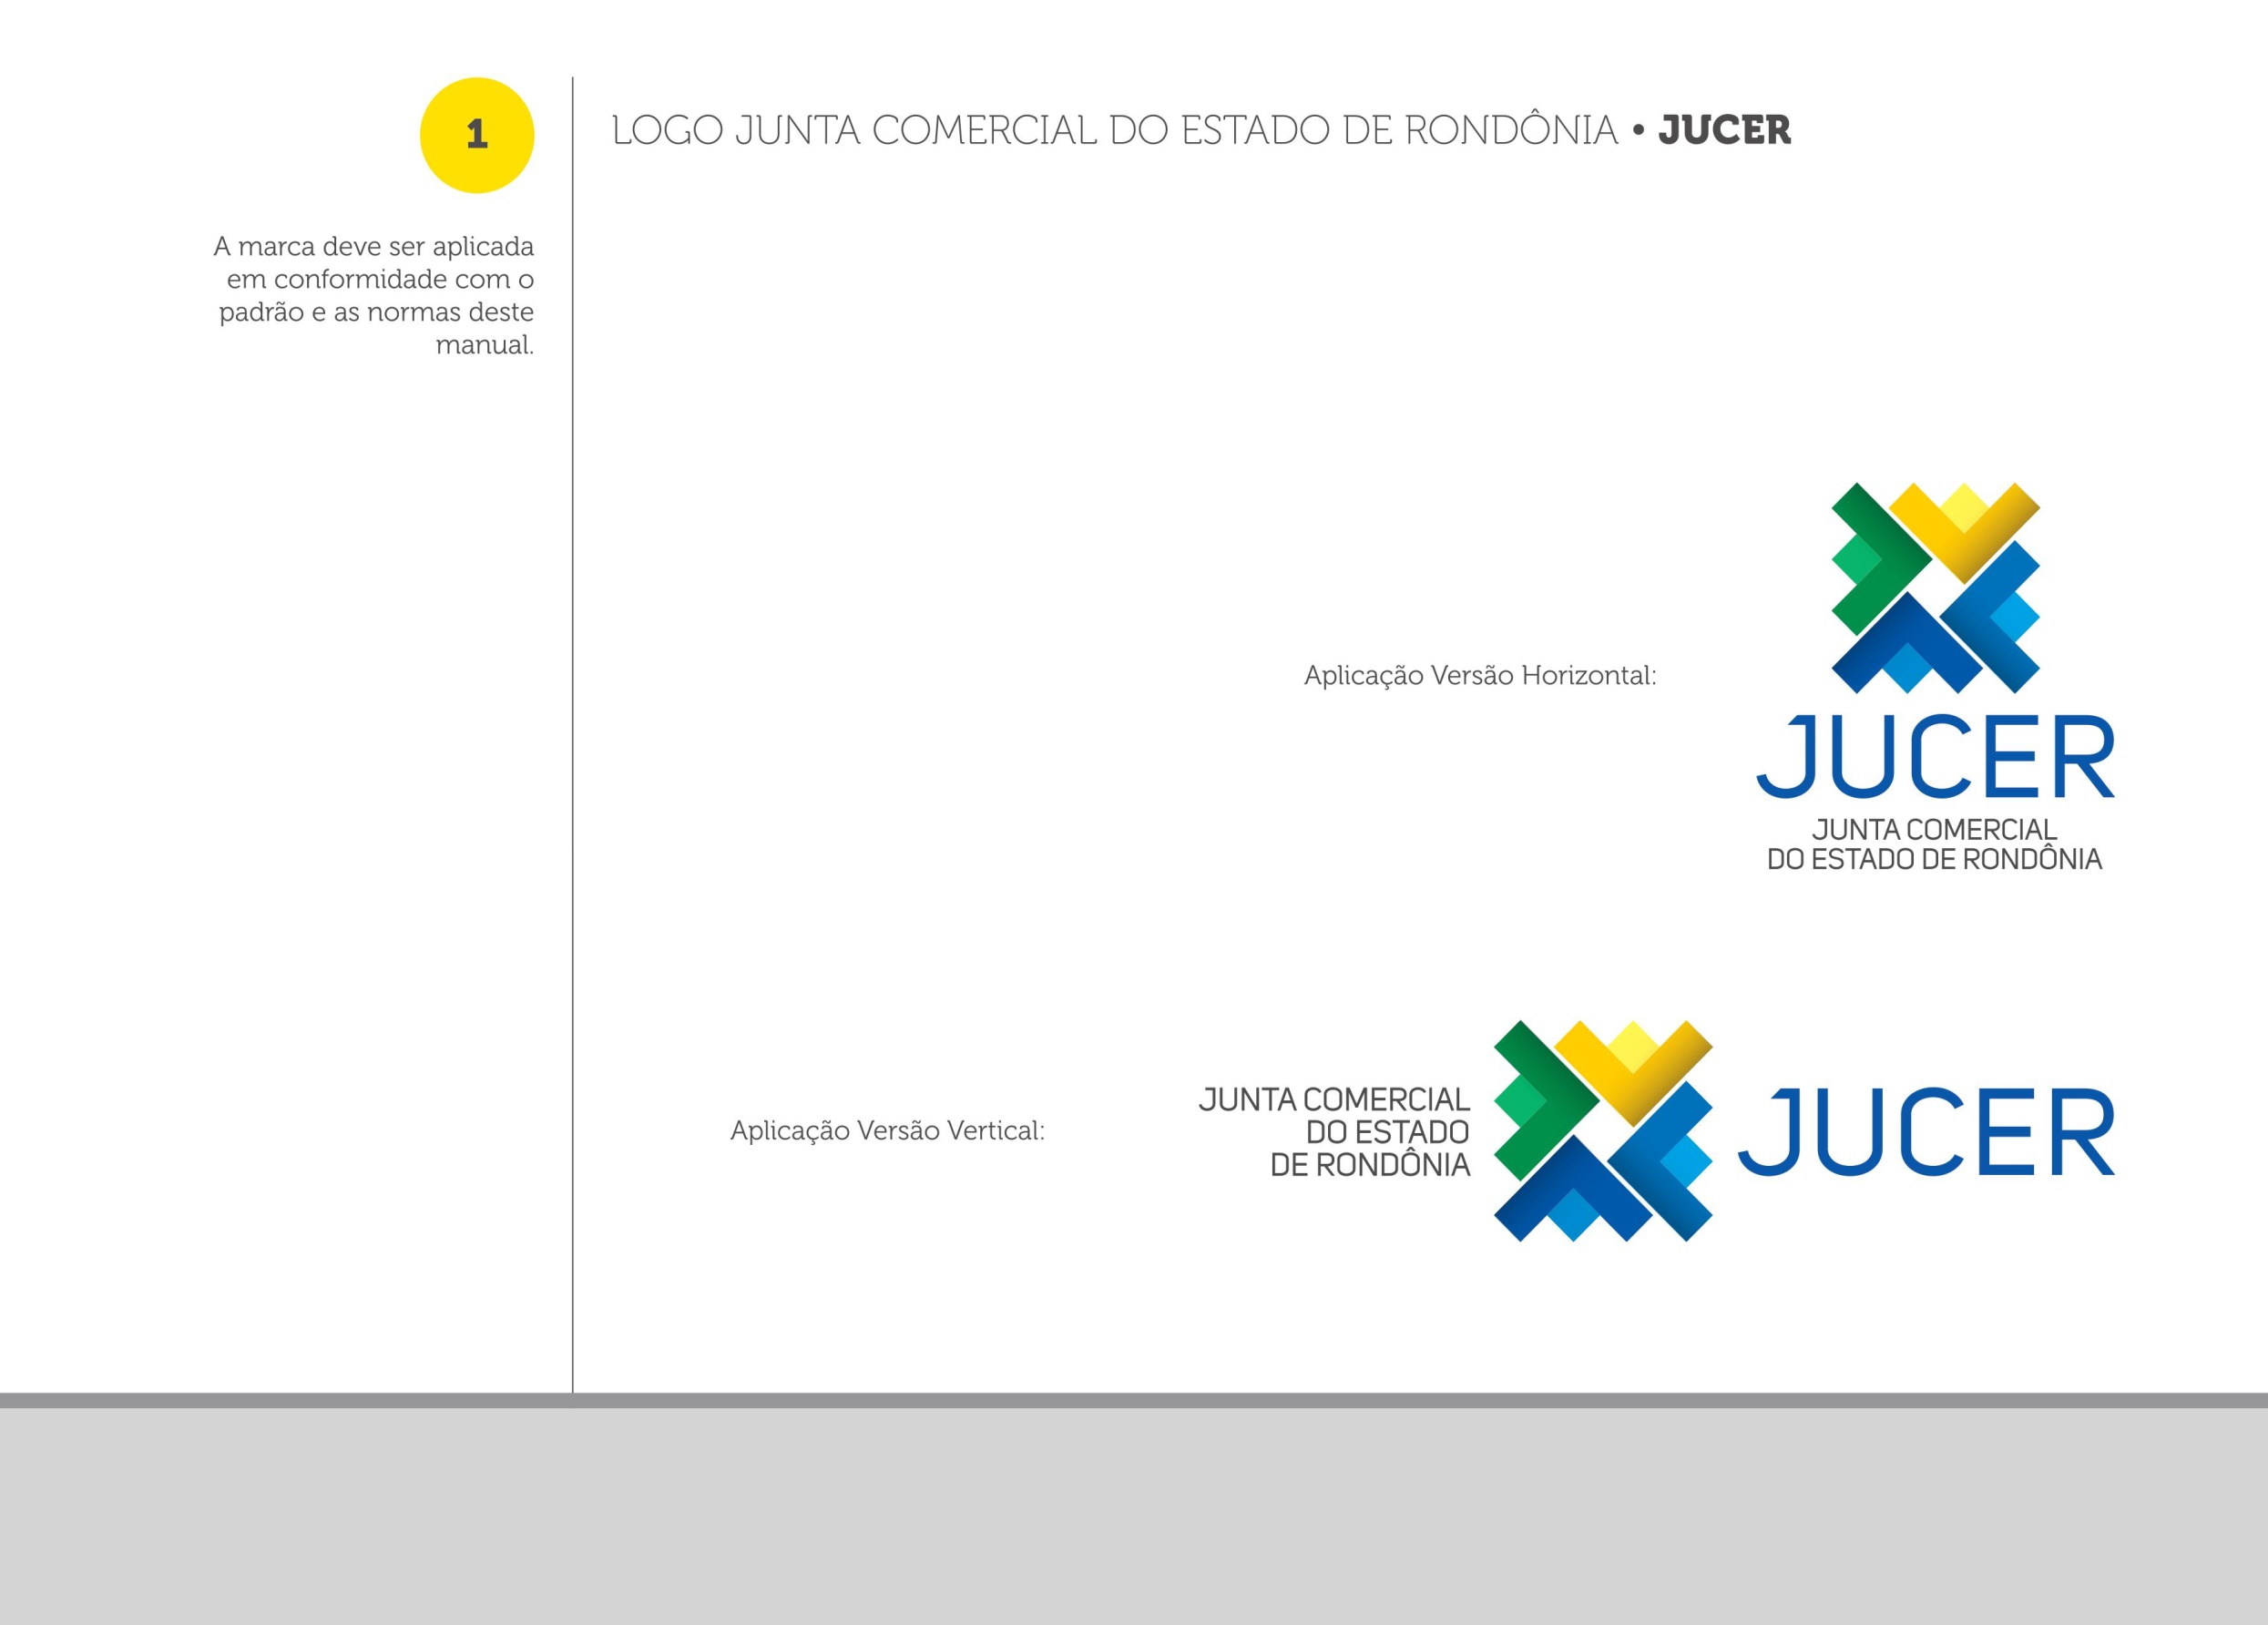 1
LOGO JUNTA COMERCIAL DO ESTADO DE RONDÔNIA • JUCER
A marca deve ser aplicada
em conformidade com o
padrão e as normas deste
manual.
Aplicação Versão Horizontal:
JUCER
JUNTA COMERCIAL
DO ESTADO DE RONDÔNIA
Aplicação Versão Vertical:
JUNTA COMERCIAL
DO ESTADO
DE RONDÔNIA
JUCER